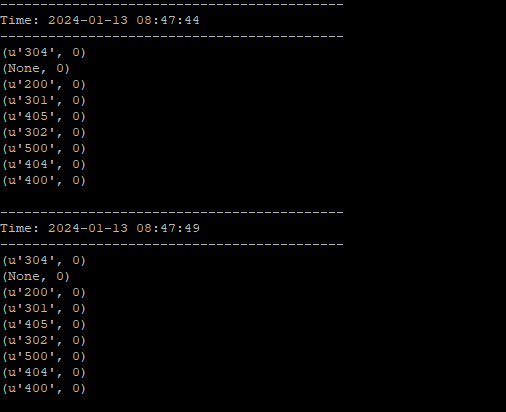 -------------------------------------------
Time: 2024-01-13 08:47:44
-------------------------------------------
(u'304', 0)
(None, 0)
(u'200', 0)
(u'301', 0)
(u'405', 0)
(u'302', 0)
(u'500', 0)
(u'404', 0)
(u'400', 0)

-------------------------------------------
Time: 2024-01-13 08:47:49
-------------------------------------------
(u'304', 0)
(None, 0)
(u'200', 0)
(u'301', 0)
(u'405', 0)
(u'302', 0)
(u'500', 0)
(u'404', 0)
(u'400', 0)